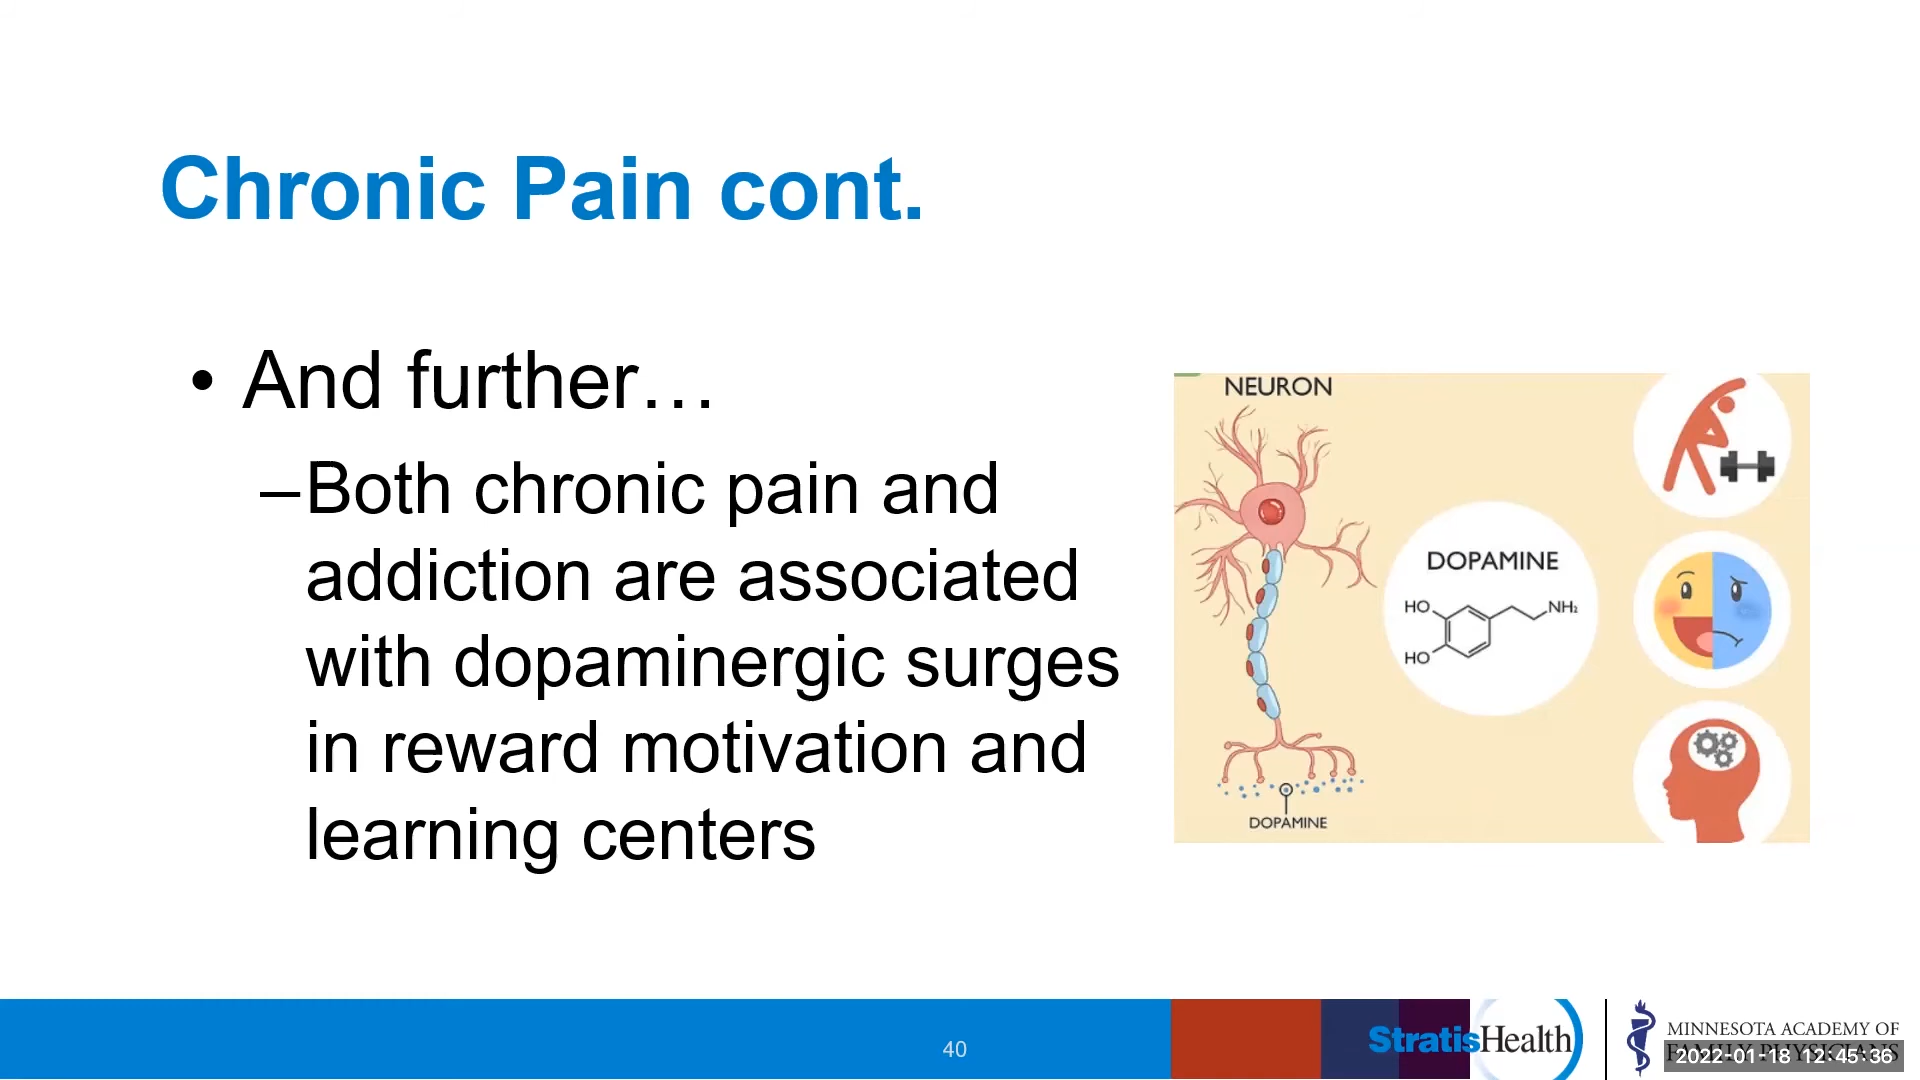 Chronic Pain cont.
• And further…
–Both chronic pain and
addiction are associated
with dopaminergic surges
in reward motivation and
learning centers
NEURON
DOPAMINE
HO
NH₂
HO
DOPAMINE
40
StratisHealth
MINNESOTA ACADEMY OF
FAMILY PHYSICIANS
2022-01-18 12:45:36